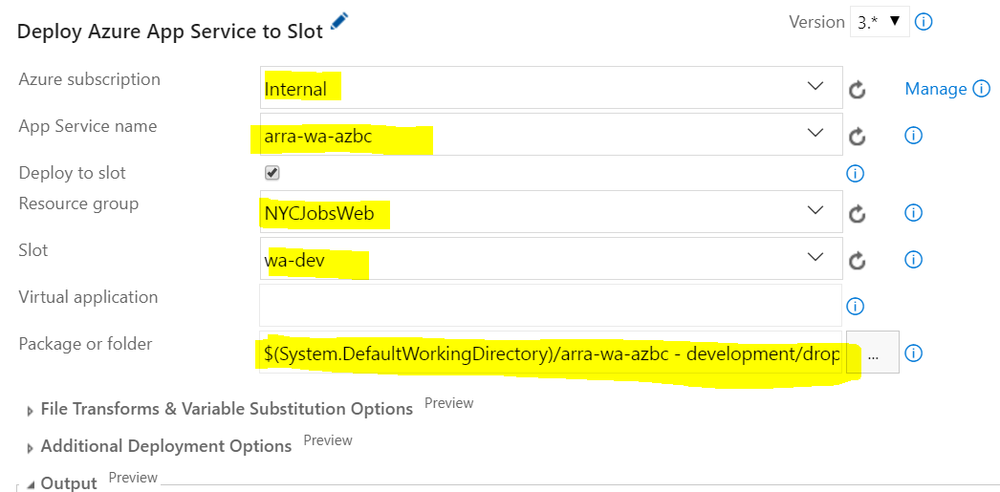 Deploy Azure App Service to Slot
Version 3.*
Azure subscription
Internal
Manage
App Service name
arra-wa-azbc
Deploy to slot
Resource group
NYCJobsWeb
Slot
wa-dev
Virtual application
Package or folder
$(System.DefaultWorkingDirectory)/arra-wa-azbc - development/drop
...
File Transforms & Variable Substitution Options Preview
Additional Deployment Options Preview
Output Preview